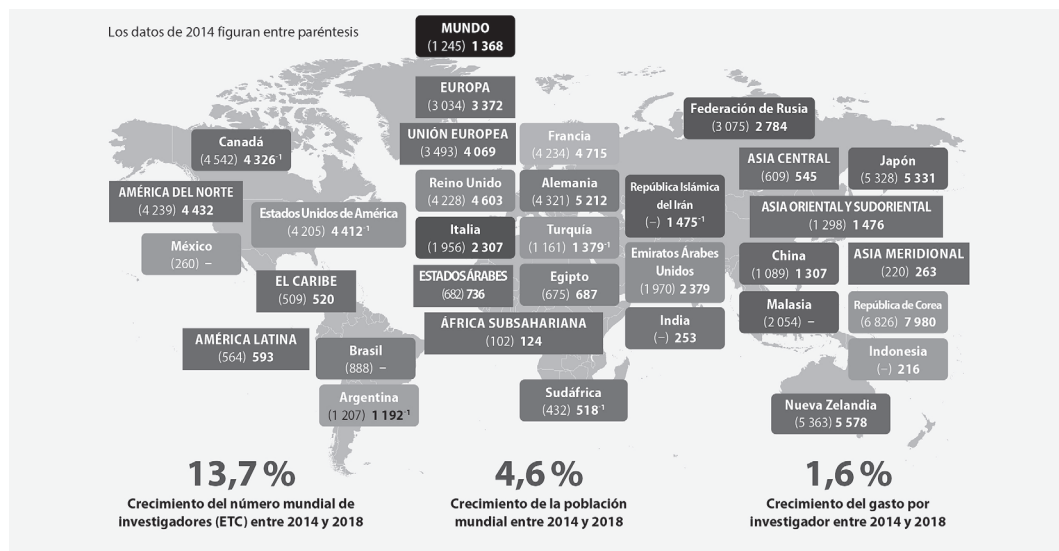 Los datos de 2014 figuran entre paréntesis
MUNDO
(1 245) 1 368
EUROPA
(3 034) 3 372
Federación de Rusia
(3 075) 2 784
Canadá
(4 542) 4 326⁻¹
UNIÓN EUROPEA
(3 493) 4 069
Francia
(4 234) 4 715
ASIA CENTRAL
(609) 545
Japón
(5 328) 5 331
AMÉRICA DEL NORTE
(4 239) 4 432
Reino Unido
(4 228) 4 603
Alemania
(4 321) 5 212
República Islámica
del Irán
(–) 1 475⁻¹
ASIA ORIENTAL Y SUDORIENTAL
(1 298) 1 476
Estados Unidos de América
(4 205) 4 412⁻¹
Italia
(1 956) 2 307
Turquía
(1 161) 1 379⁻¹
México
(260) –
Emiratos Árabes
Unidos
(1 970) 2 379
China
(1 089) 1 307
ASIA MERIDIONAL
(220) 263
EL CARIBE
(509) 520
ESTADOS ÁRABES
(682) 736
Egipto
(675) 687
Malasia
(2 054) –
República de Corea
(6 826) 7 980
ÁFRICA SUBSAHARIANA
(102) 124
India
(–) 253
AMÉRICA LATINA
(564) 593
Brasil
(888) –
Indonesia
(–) 216
Argentina
(1 207) 1 192⁻¹
Sudáfrica
(432) 518⁻¹
Nueva Zelandia
(5 363) 5 578
13,7 %
Crecimiento del número mundial de
investigadores (ETC) entre 2014 y 2018
4,6 %
Crecimiento de la población
mundial entre 2014 y 2018
1,6 %
Crecimiento del gasto por
investigador entre 2014 y 2018